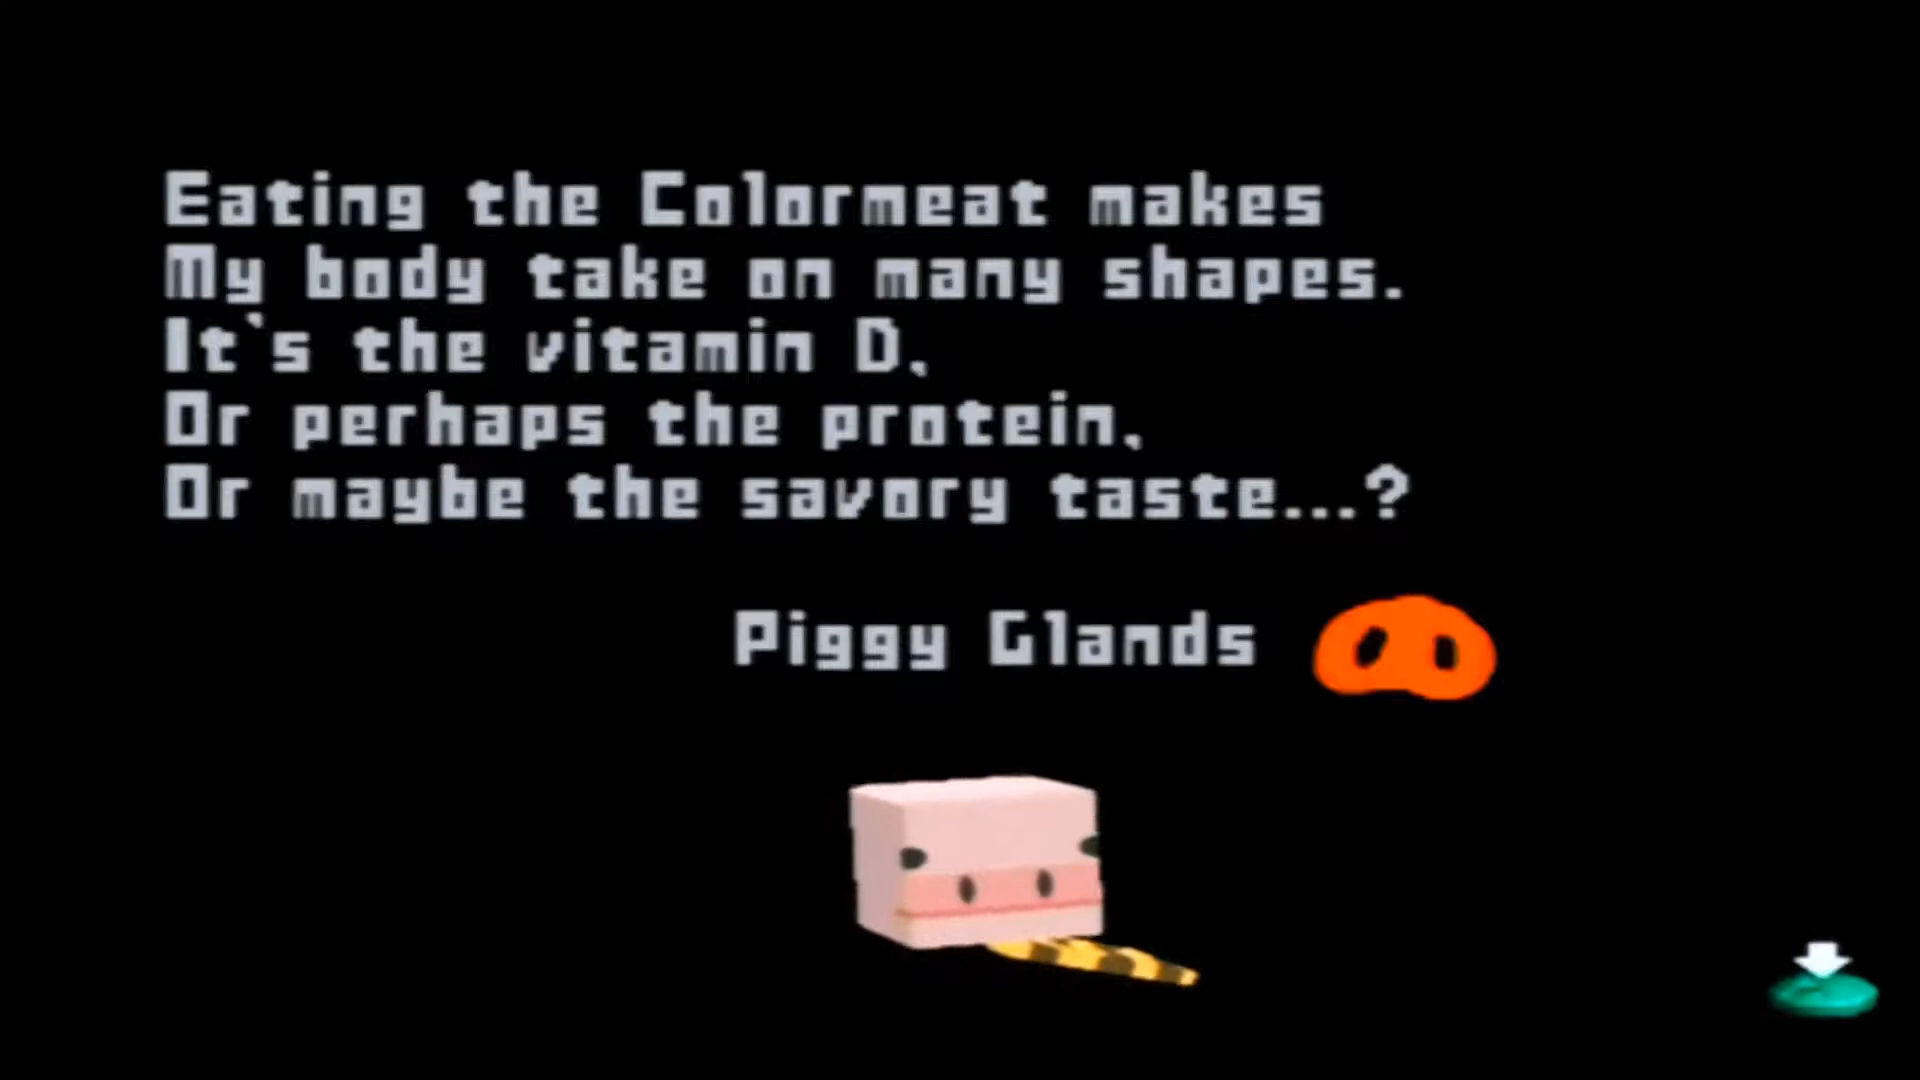 Eating the Colormeat makes
My body take on many shapes.
It`s the vitamin D,
Or perhaps the protein,
Or maybe the savory taste...?
Piggy Glands